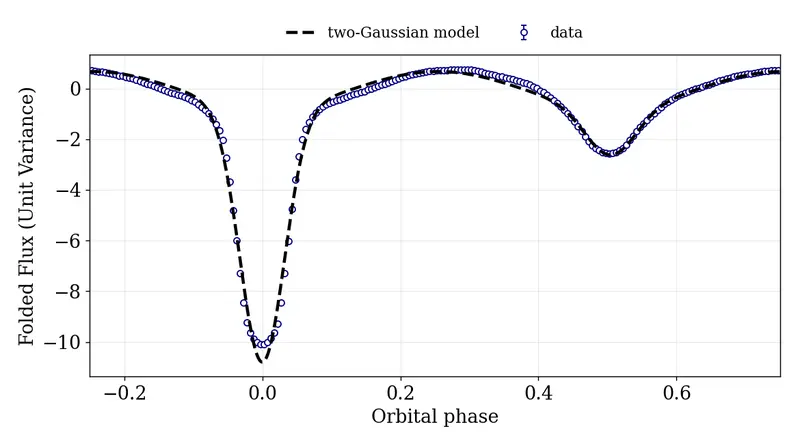 two-Gaussian model
data
Folded Flux (Unit Variance)
0
−2
−4
−6
−8
−10
−0.2
0.0
0.2
0.4
0.6
Orbital phase